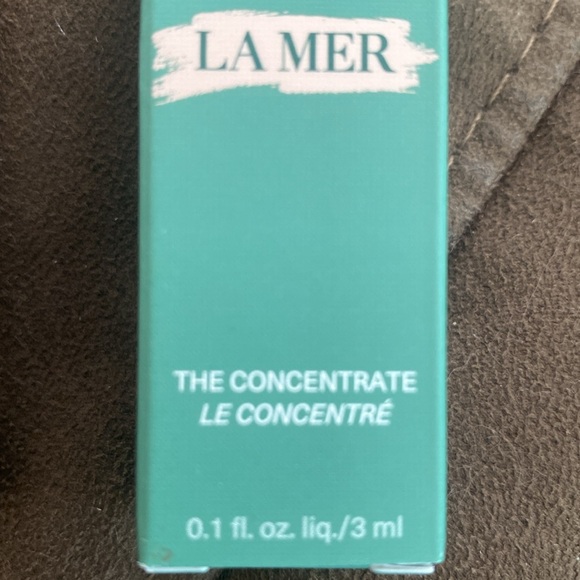 LA MER
THE CONCENTRATE
LE CONCENTRÉ
0.1 fl. oz. liq./3 ml